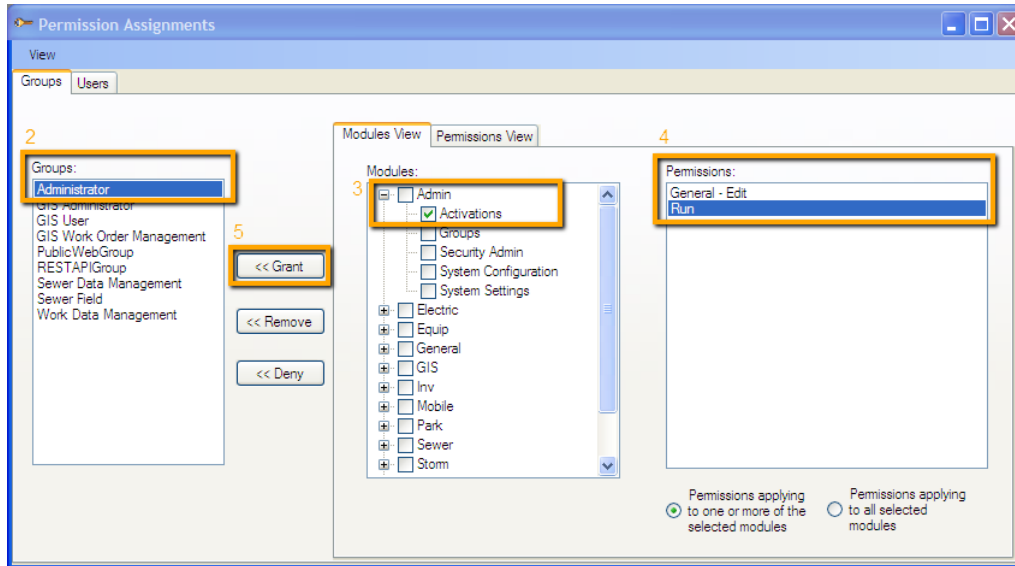 Permission Assignments
View
Groups
Users
2
Groups:
Administrator
GIS Administrator
GIS User
GIS Work Order Management
PublicWebGroup
RESTAPIGroup
Sewer Data Management
Sewer Field
Work Data Management
5
<< Grant
<< Remove
<< Deny
Modules View
Permissions View
Modules:
3
Admin
Activations
Groups
Security Admin
System Configuration
System Settings
Electric
Equip
General
GIS
Inv
Mobile
Park
Sewer
Storm
4
Permissions:
General - Edit
Run
Permissions applying
to one or more of the
selected modules
Permissions applying
to all selected
modules